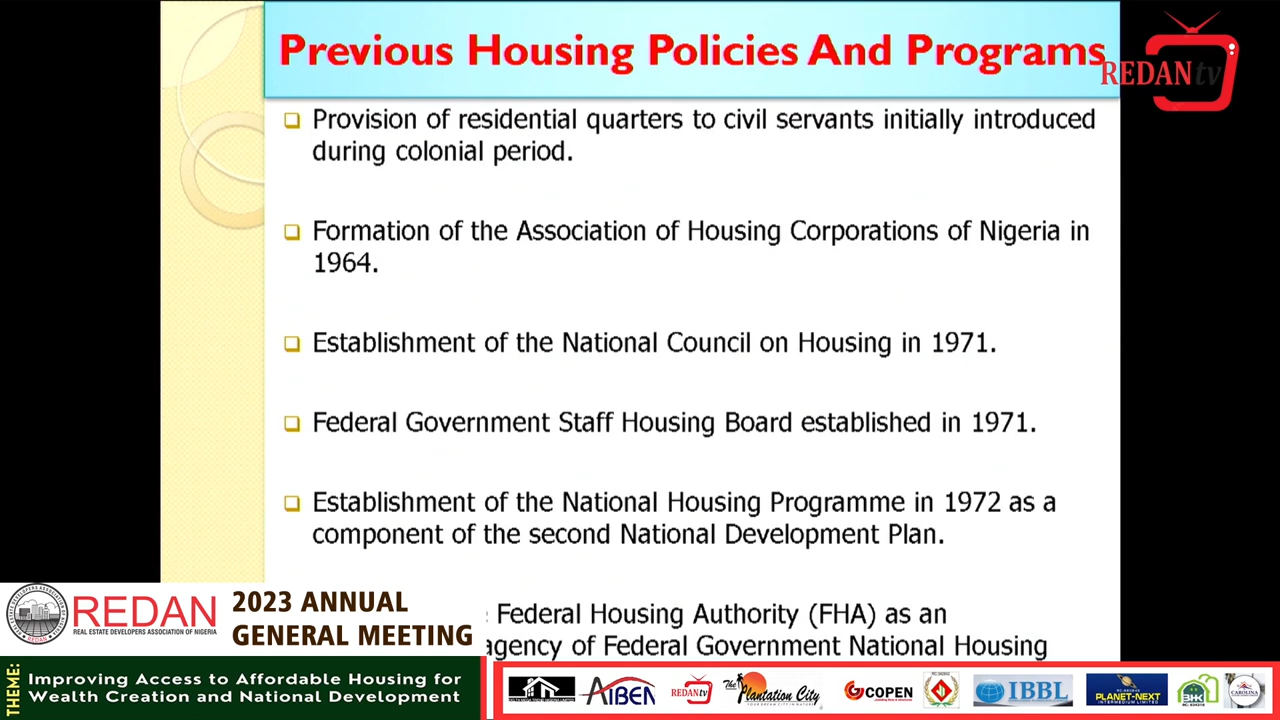 Previous Housing Policies And Programs
REDAN tv
Provision of residential quarters to civil servants initially introduced
during colonial period.
Formation of the Association of Housing Corporations of Nigeria in
1964.
Establishment of the National Council on Housing in 1971.
Federal Government Staff Housing Board established in 1971.
Establishment of the National Housing Programme in 1972 as a
component of the second National Development Plan.
Federal Housing Authority (FHA) as an
agency of Federal Government National Housing
REDAN
REAL ESTATE DEVELOPERS ASSOCIATION OF NIGERIA
2023 ANNUAL
GENERAL MEETING
THEME:
Improving Access to Affordable Housing for
Wealth Creation and National Development
AIBEN
REDANtv
The Plantation City
COPEN
IBBL
PLANET-NEXT
INTERMEDIUM LIMITED
BHK
CAROLINA